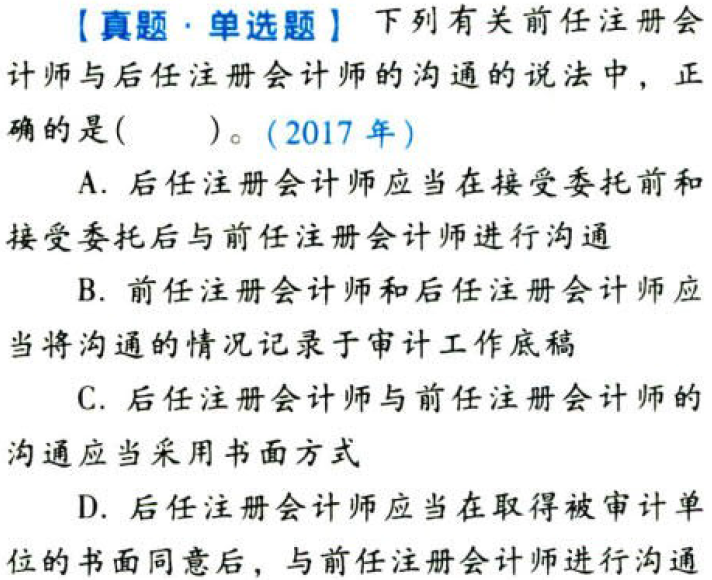 【真题·单选题】 下列有关前任注册会
计师与后任注册会计师的沟通的说法中，正
确的是(　　)。(2017 年)
A. 后任注册会计师应当在接受委托前和
接受委托后与前任注册会计师进行沟通
B. 前任注册会计师和后任注册会计师应
当将沟通的情况记录于审计工作底稿
C. 后任注册会计师与前任注册会计师的
沟通应当采用书面方式
D. 后任注册会计师应当在取得被审计单
位的书面同意后，与前任注册会计师进行沟通